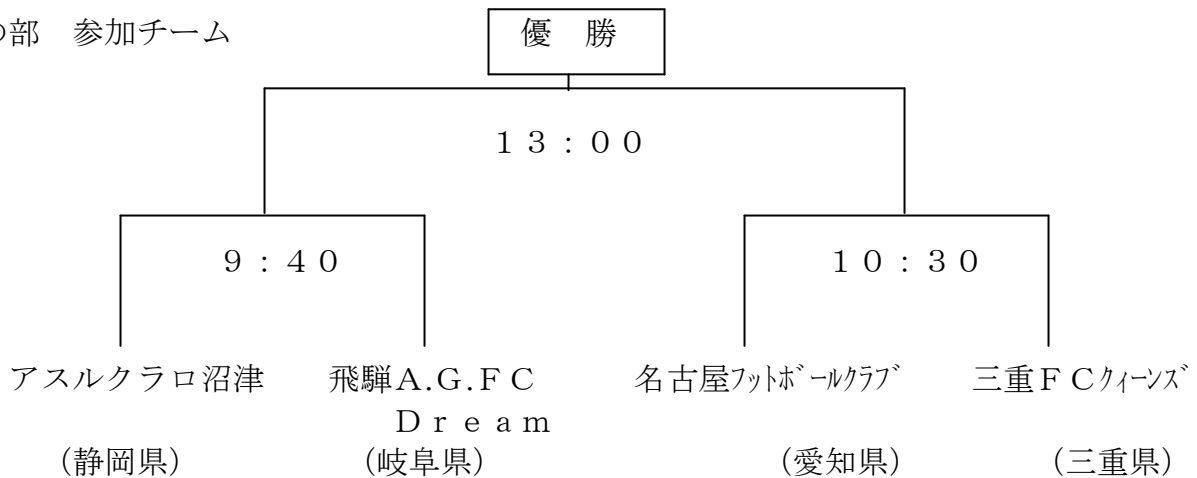 の部　参加チーム
優　勝
１３：００
９：４０
１０：３０
アスルクラロ沼津　飛騨Ａ.Ｇ.ＦＣ　名古屋ﾌｯﾄﾎﾞｰﾙｸﾗﾌﾞ　三重ＦＣｸｨｰﾝｽﾞ
Ｄｒｅａｍ
（静岡県）　（岐阜県）　（愛知県）　（三重県）